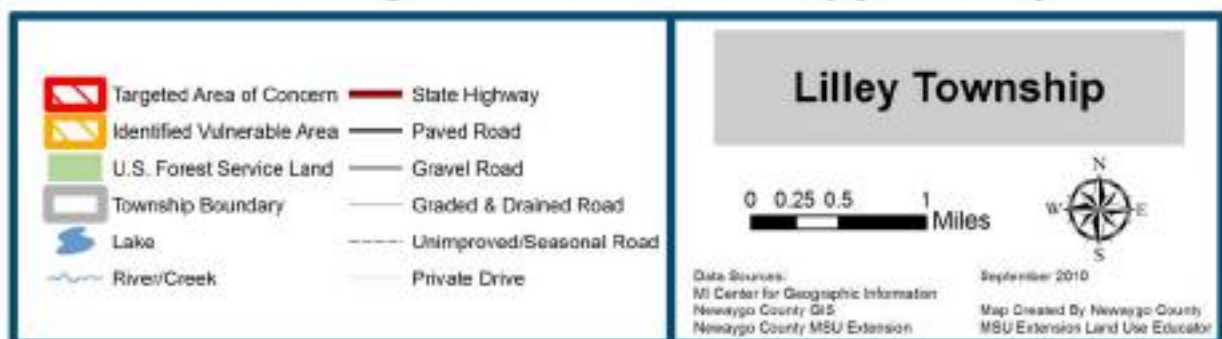 Targeted Area of Concern
Identified Vulnerable Area
U.S. Forest Service Land
Township Boundary
Lake
River/Creek
State Highway
Paved Road
Gravel Road
Graded & Drained Road
Unimproved/Seasonal Road
Private Drive
Lilley Township
0 0.25 0.5 1
Miles
N
W E
S
Data Sources:
MI Center for Geographic Information
Newaygo County GIS
Newaygo County MSU Extension
September 2010
Map Created By Newaygo County
MSU Extension Land Use Educator